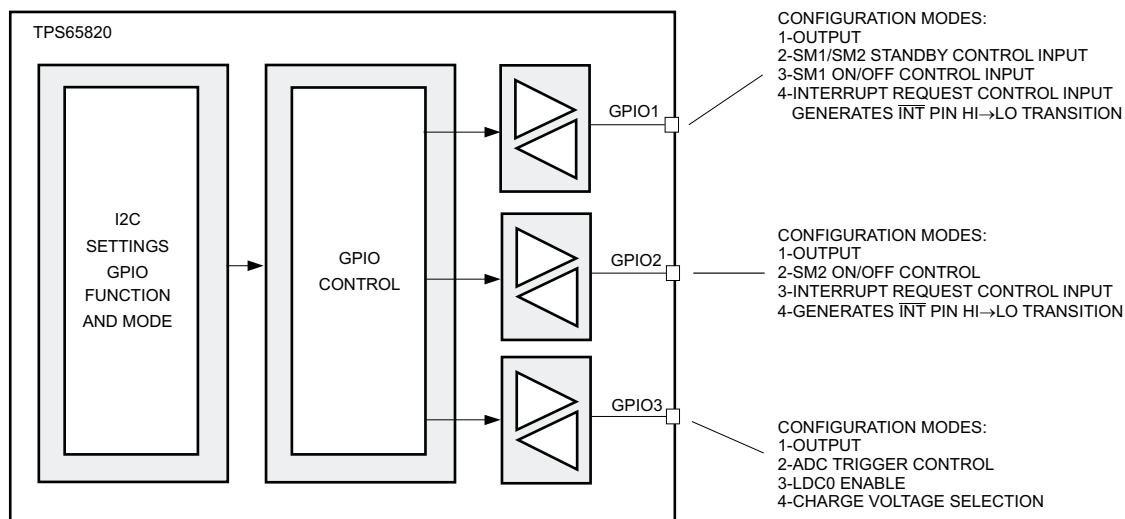 TPS65820
I2C
SETTINGS
GPIO
FUNCTION
AND MODE
GPIO
CONTROL
GPIO1
GPIO2
GPIO3
CONFIGURATION MODES:
1-OUTPUT
2-SM1/SM2 STANDBY CONTROL INPUT
3-SM1 ON/OFF CONTROL INPUT
4-INTERRUPT REQUEST CONTROL INPUT
GENERATES INT PIN HI→LO TRANSITION
CONFIGURATION MODES:
1-OUTPUT
2-SM2 ON/OFF CONTROL
3-INTERRUPT REQUEST CONTROL INPUT
4-GENERATES INT PIN HI→LO TRANSITION
CONFIGURATION MODES:
1-OUTPUT
2-ADC TRIGGER CONTROL
3-LDC0 ENABLE
4-CHARGE VOLTAGE SELECTION